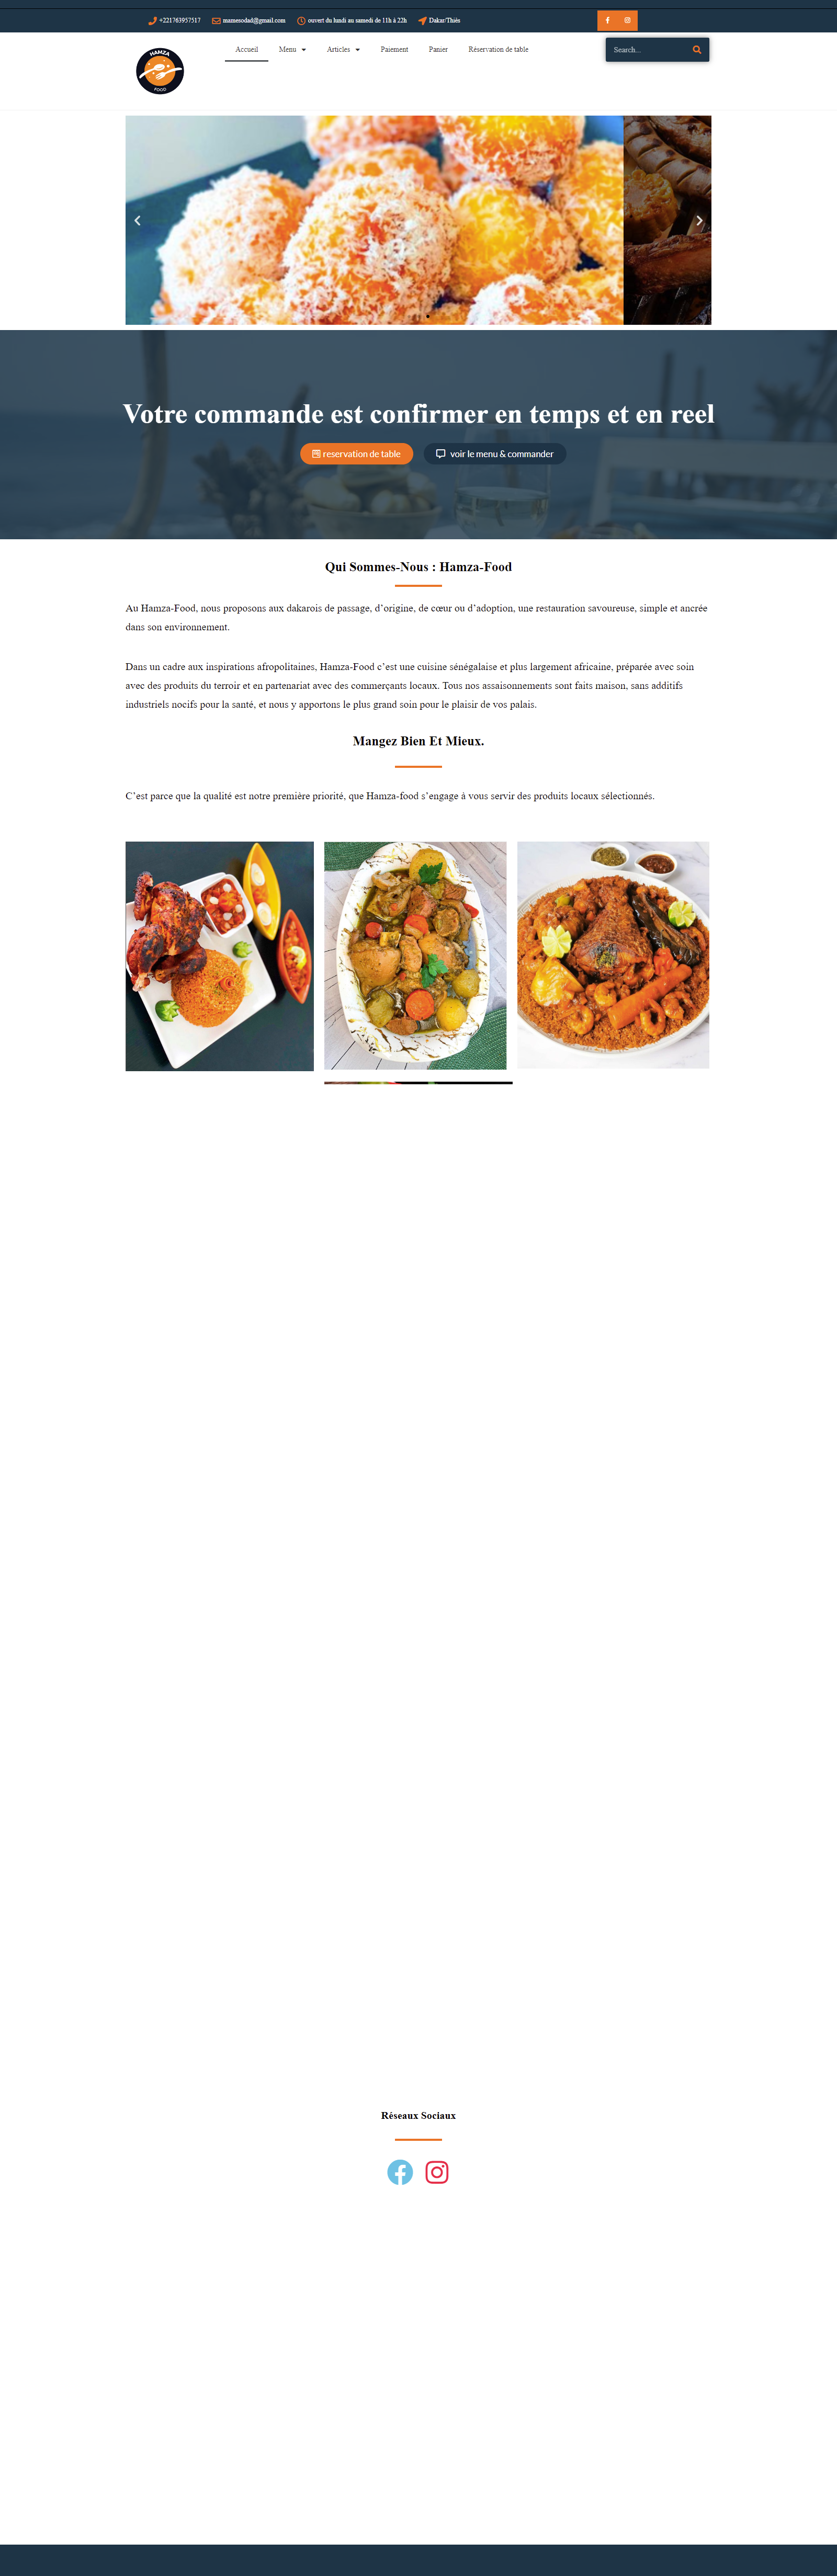 +221763957517 mamesodad@gmail.com ouvert du lundi au samedi de 11h à 22h Dakar/Thiès
HAMZA
FOOD
Accueil Menu Articles Paiement Panier Réservation de table
Search...
Votre commande est confirmer en temps et en reel
reservation de table voir le menu & commander
Qui Sommes-Nous : Hamza-Food
Au Hamza-Food, nous proposons aux dakarois de passage, d’origine, de cœur ou d’adoption, une restauration savoureuse, simple et ancrée
dans son environnement.
Dans un cadre aux inspirations afropolitaines, Hamza-Food c’est une cuisine sénégalaise et plus largement africaine, préparée avec soin
avec des produits du terroir et en partenariat avec des commerçants locaux. Tous nos assaisonnements sont faits maison, sans additifs
industriels nocifs pour la santé, et nous y apportons le plus grand soin pour le plaisir de vos palais.
Mangez Bien Et Mieux.
C’est parce que la qualité est notre première priorité, que Hamza-food s’engage à vous servir des produits locaux sélectionnés.
Réseaux Sociaux